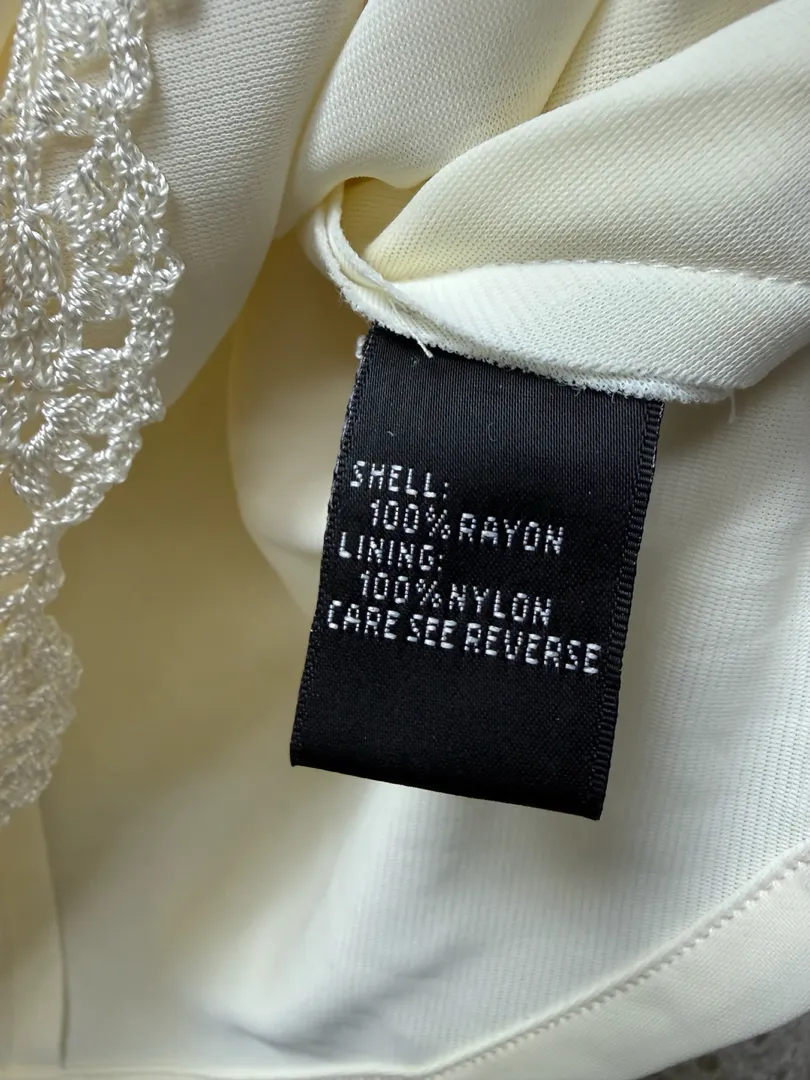 SHELL:
100% RAYON
LINING:
100% NYLON
CARE SEE REVERSE